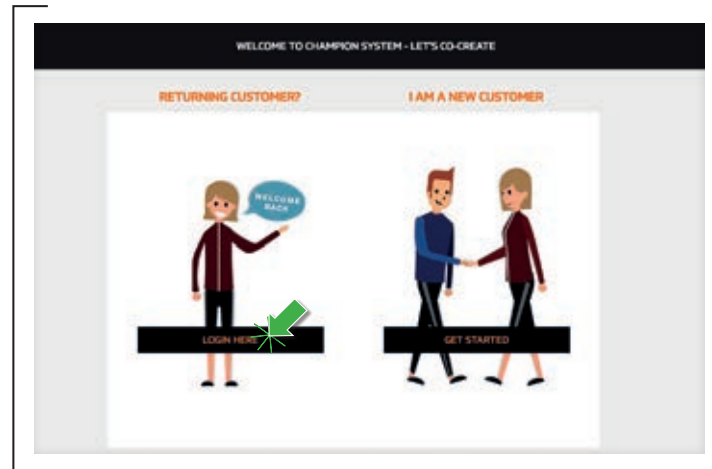 WELCOME TO CHAMPION SYSTEM - LET'S CO-CREATE
RETURNING CUSTOMER?
I AM A NEW CUSTOMER
WELCOME
BACK
LOGIN HERE
GET STARTED